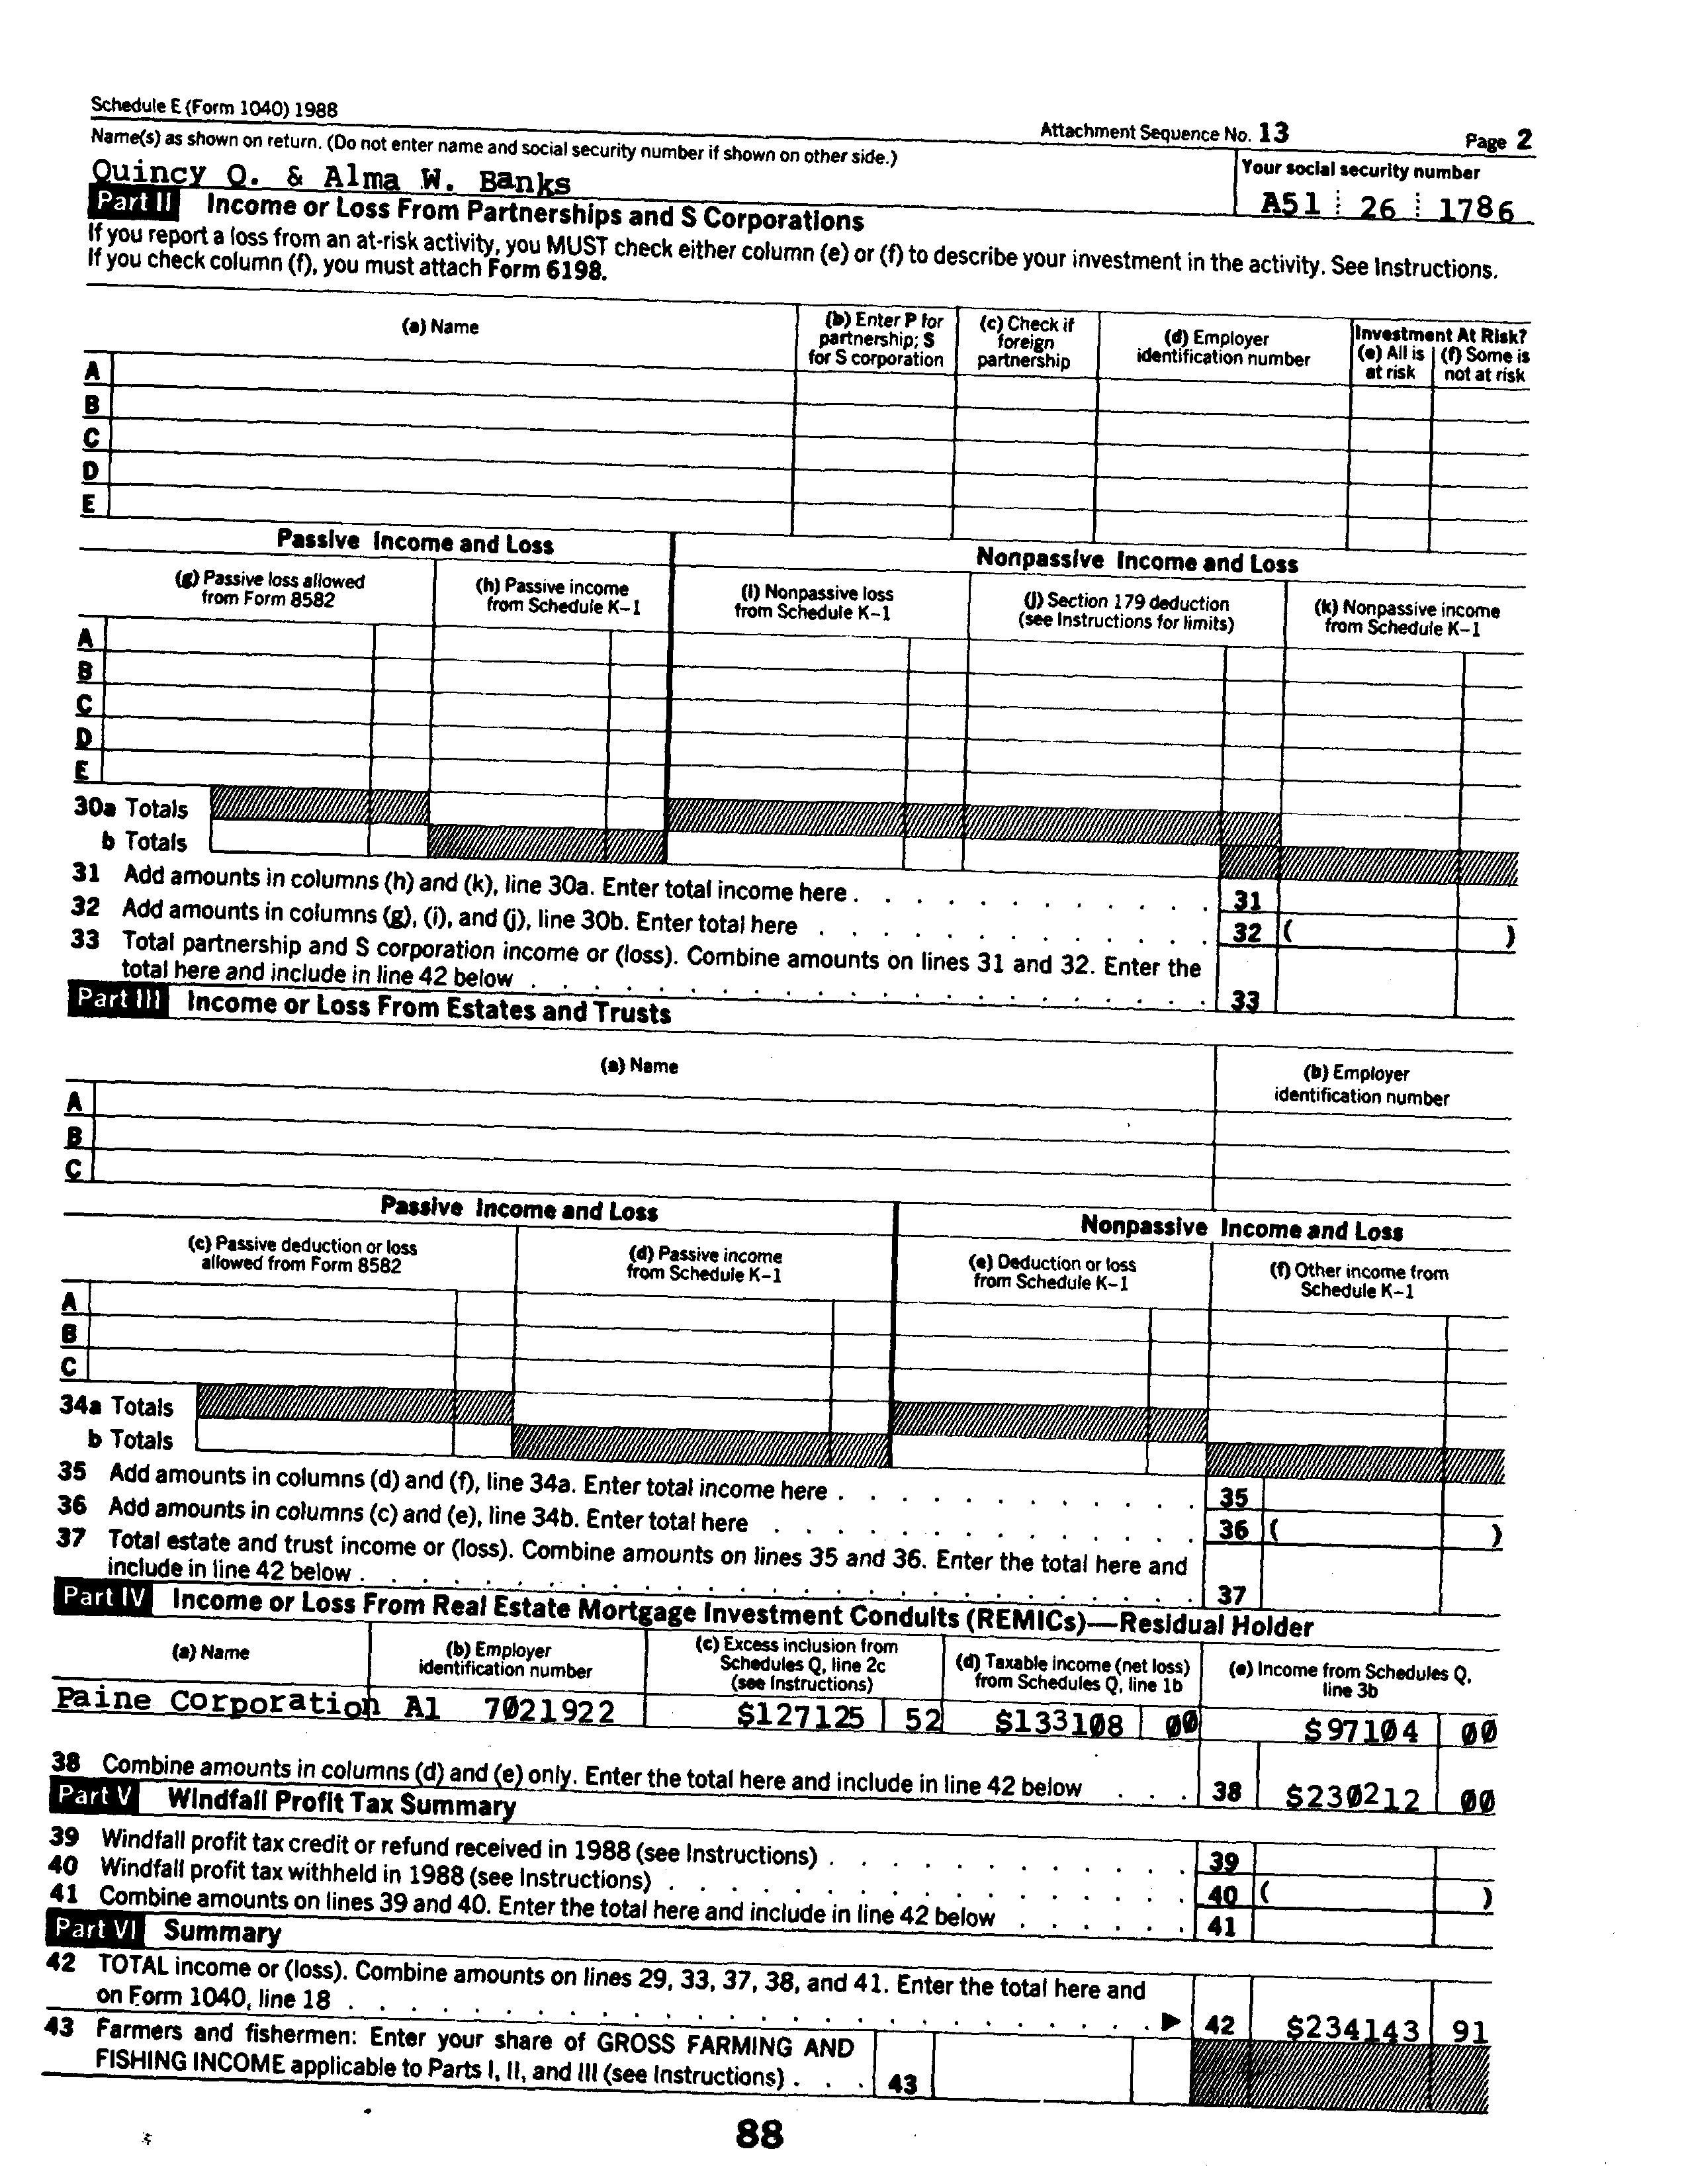 Schedule E (Form 1040) 1988
Attachment Sequence No. 13 Page 2
Name(s) as shown on return. (Do not enter name and social security number if shown on other side.)
Your social security number
Quincy Q. & Alma W. Banks
A51 26 1786
Part II Income or Loss From Partnerships and S Corporations
If you report a loss from an at-risk activity, you MUST check either column (e) or (f) to describe your investment in the activity. See Instructions.
If you check column (f), you must attach Form 6198.
(a) Name
(b) Enter P for partnership; S for S corporation
(c) Check if foreign partnership
(d) Employer identification number
Investment At Risk?
(e) All is at risk
(f) Some is not at risk
A
B
C
D
E
Passive Income and Loss
Nonpassive Income and Loss
(g) Passive loss allowed from Form 8582
(h) Passive income from Schedule K–1
(i) Nonpassive loss from Schedule K–1
(j) Section 179 deduction (see Instructions for limits)
(k) Nonpassive income from Schedule K–1
A
B
C
D
E
30a Totals
b Totals
31 Add amounts in columns (h) and (k), line 30a. Enter total income here . . . . . . . . . . . 31
32 Add amounts in columns (g), (i), and (j), line 30b. Enter total here . . . . . . . . . . . . 32 ( )
33 Total partnership and S corporation income or (loss). Combine amounts on lines 31 and 32. Enter the
total here and include in line 42 below . . . . . . . . . . . . . . . . . . . . . 33
Part III Income or Loss From Estates and Trusts
(a) Name
(b) Employer identification number
A
B
C
Passive Income and Loss
Nonpassive Income and Loss
(c) Passive deduction or loss allowed from Form 8582
(d) Passive income from Schedule K–1
(e) Deduction or loss from Schedule K–1
(f) Other income from Schedule K–1
A
B
C
34a Totals
b Totals
35 Add amounts in columns (d) and (f), line 34a. Enter total income here . . . . . . . . . . . 35
36 Add amounts in columns (c) and (e), line 34b. Enter total here . . . . . . . . . . . . . 36 ( )
37 Total estate and trust income or (loss). Combine amounts on lines 35 and 36. Enter the total here and
include in line 42 below . . . . . . . . . . . . . . . . . . . . . . . . . 37
Part IV Income or Loss From Real Estate Mortgage Investment Conduits (REMICs)—Residual Holder
(a) Name
(b) Employer identification number
(c) Excess inclusion from Schedules Q, line 2c (see Instructions)
(d) Taxable income (net loss) from Schedules Q, line 1b
(e) Income from Schedules Q, line 3b
Paine Corporation A1 7021922 $127125 52 $133108 00 $97104 00
38 Combine amounts in columns (d) and (e) only. Enter the total here and include in line 42 below . . . 38 $230212 00
Part V Windfall Profit Tax Summary
39 Windfall profit tax credit or refund received in 1988 (see Instructions) . . . . . . . . . . . 39
40 Windfall profit tax withheld in 1988 (see Instructions) . . . . . . . . . . . . . . . . 40 ( )
41 Combine amounts on lines 39 and 40. Enter the total here and include in line 42 below . . . . . . 41
Part VI Summary
42 TOTAL income or (loss). Combine amounts on lines 29, 33, 37, 38, and 41. Enter the total here and
on Form 1040, line 18 . . . . . . . . . . . . . . . . . . . . . . . . . ▶ 42 $234143 91
43 Farmers and fishermen: Enter your share of GROSS FARMING AND
FISHING INCOME applicable to Parts I, II, and III (see Instructions) . . . 43
88